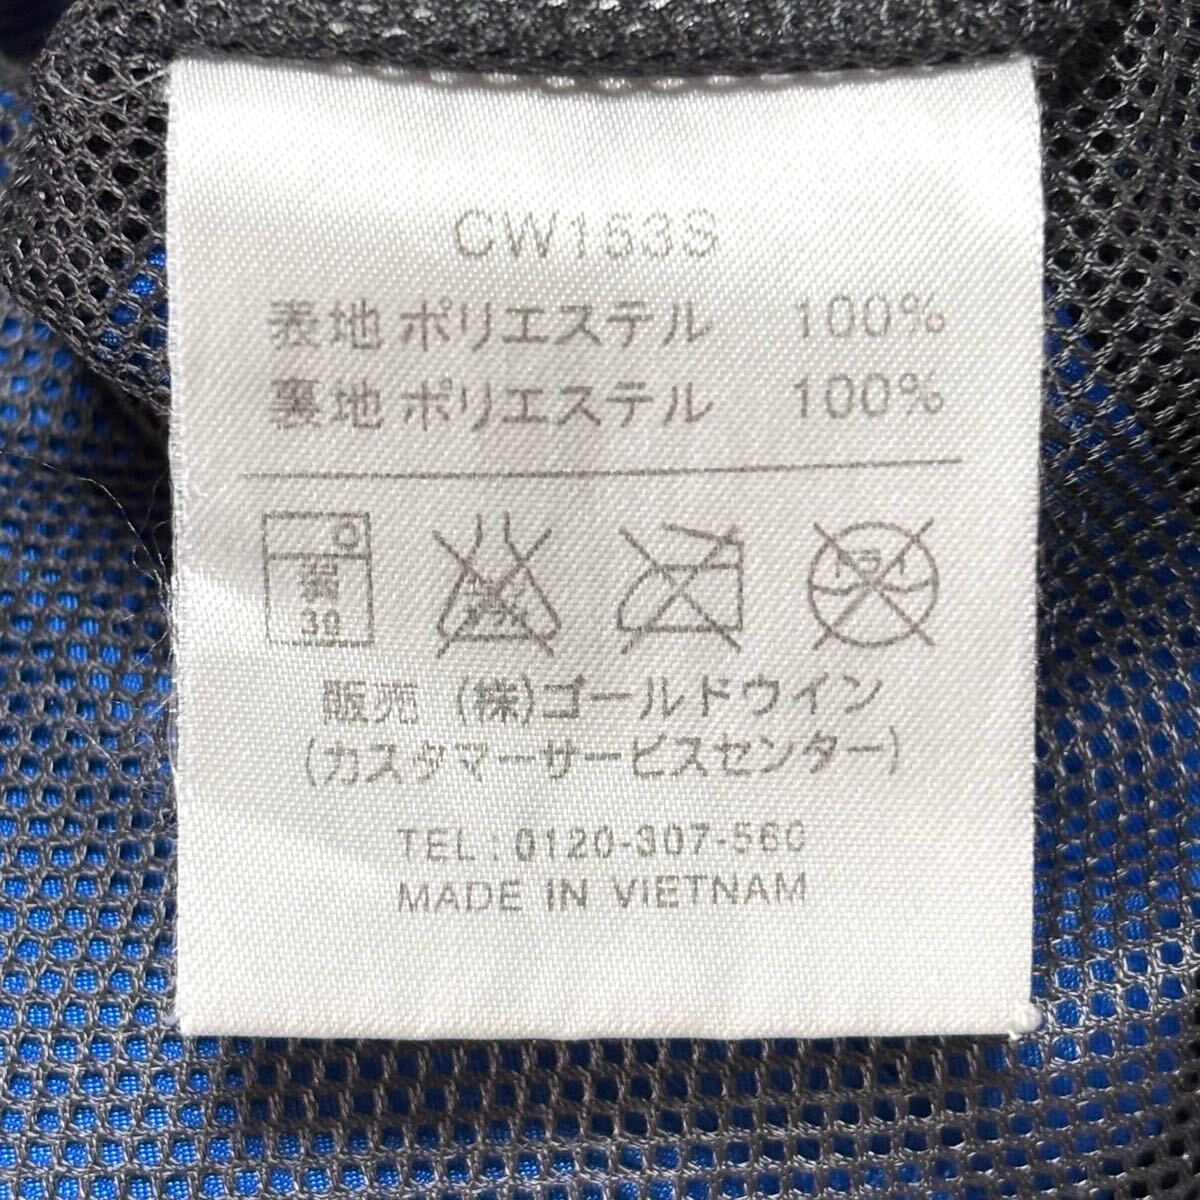 CW153S
表地 ポリエステル 100%
裏地 ポリエステル 100%
30
販売 (株)ゴールドウイン
(カスタマーサービスセンター)
TEL: 0120-307-560
MADE IN VIETNAM